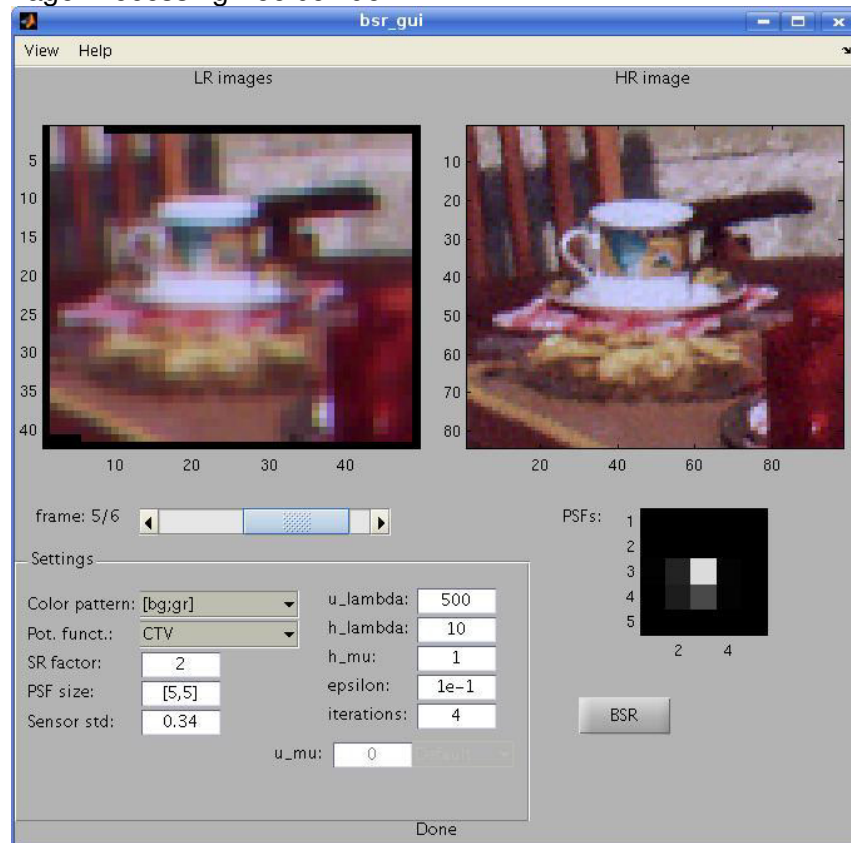 bsr_gui
View Help
LR images
HR image
5
10
15
20
25
30
35
40
10 20 30 40
10
20
30
40
50
60
70
80
20 40 60 80
frame: 5/6
PSFs:
1
2
3
4
5
2 4
Settings
Color pattern: [bg;gr]
Pot. funct.: CTV
SR factor: 2
PSF size: [5,5]
Sensor std: 0.34
u_lambda: 500
h_lambda: 10
h_mu: 1
epsilon: 1e-1
iterations: 4
u_mu: 0 Default
BSR
Done